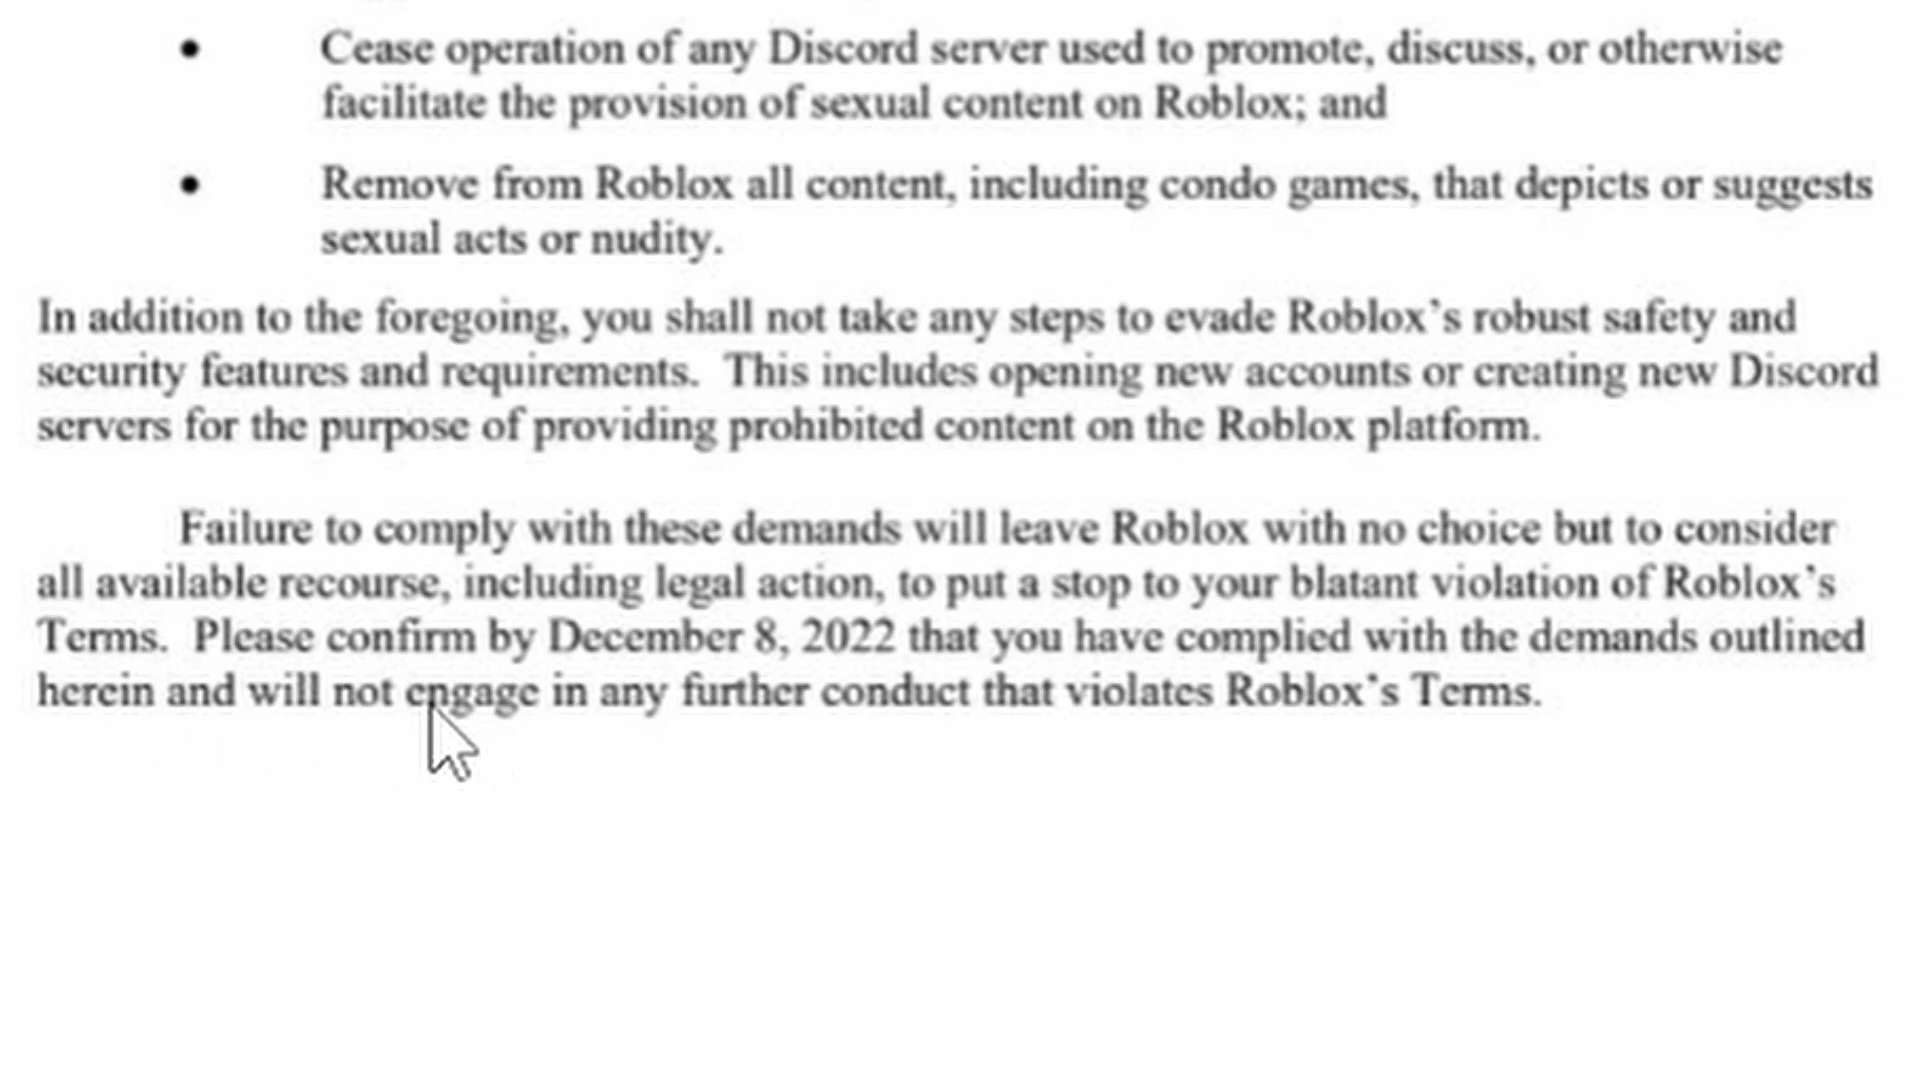 • Cease operation of any Discord server used to promote, discuss, or otherwise
facilitate the provision of sexual content on Roblox; and
• Remove from Roblox all content, including condo games, that depicts or suggests
sexual acts or nudity.
In addition to the foregoing, you shall not take any steps to evade Roblox's robust safety and
security features and requirements.  This includes opening new accounts or creating new Discord
servers for the purpose of providing prohibited content on the Roblox platform.
Failure to comply with these demands will leave Roblox with no choice but to consider
all available recourse, including legal action, to put a stop to your blatant violation of Roblox's
Terms.  Please confirm by December 8, 2022 that you have complied with the demands outlined
herein and will not engage in any further conduct that violates Roblox's Terms.